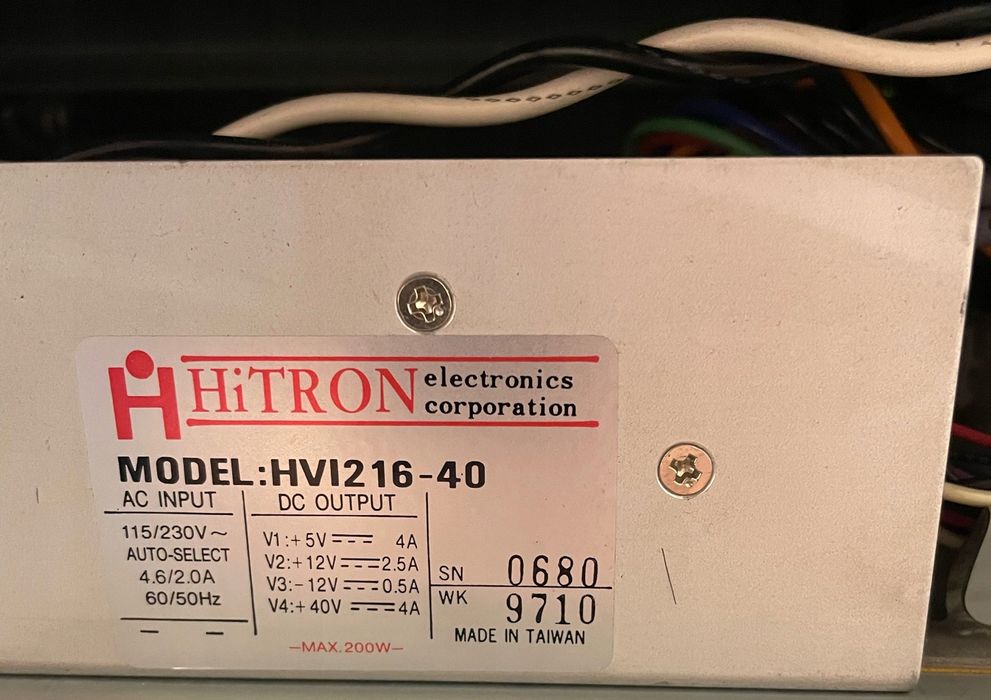 HiTRON electronics
corporation
MODEL:HVI216-40
AC INPUT
115/230V~
AUTO-SELECT
4.6/2.0A
60/50Hz
DC OUTPUT
V1:+5V 4A
V2:+12V 2.5A
V3:-12V 0.5A
V4:+40V 4A
-MAX.200W-
SN 0680
WK 9710
MADE IN TAIWAN